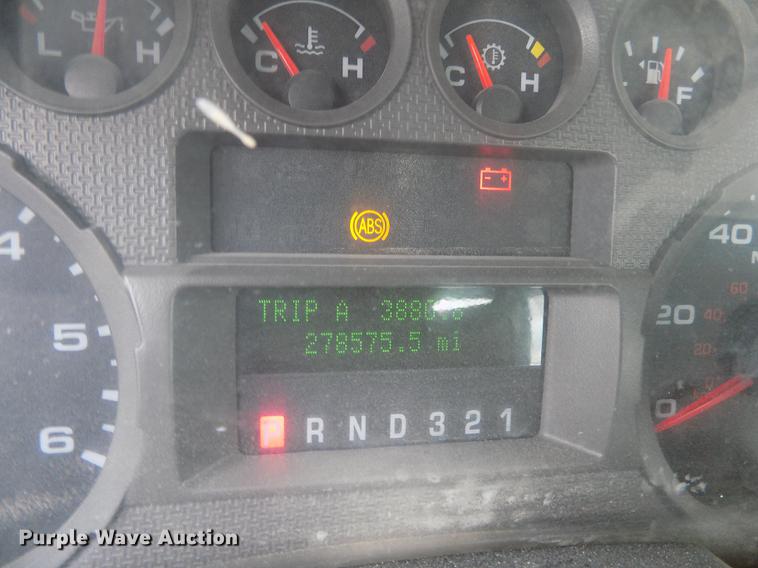 L H
C H
C H
F
ABS
- +
4
5
6
TRIP A
278575.5 mi
P R N D 3 2 1
40
60
20 40
20
0
0
Purple Wave Auction